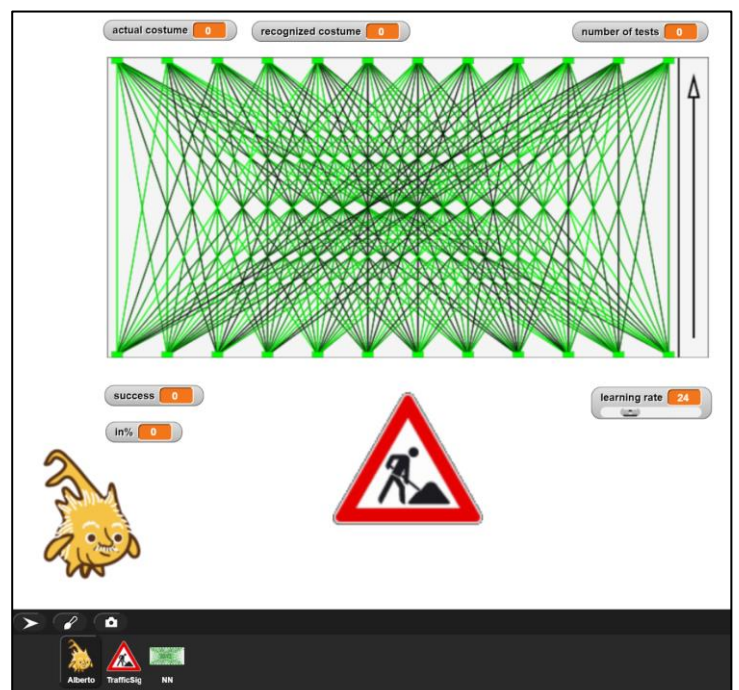 actual costume 0 recognized costume 0 number of tests 0
success 0
learning rate 24
in% 0
Alberto TrafficSig NN